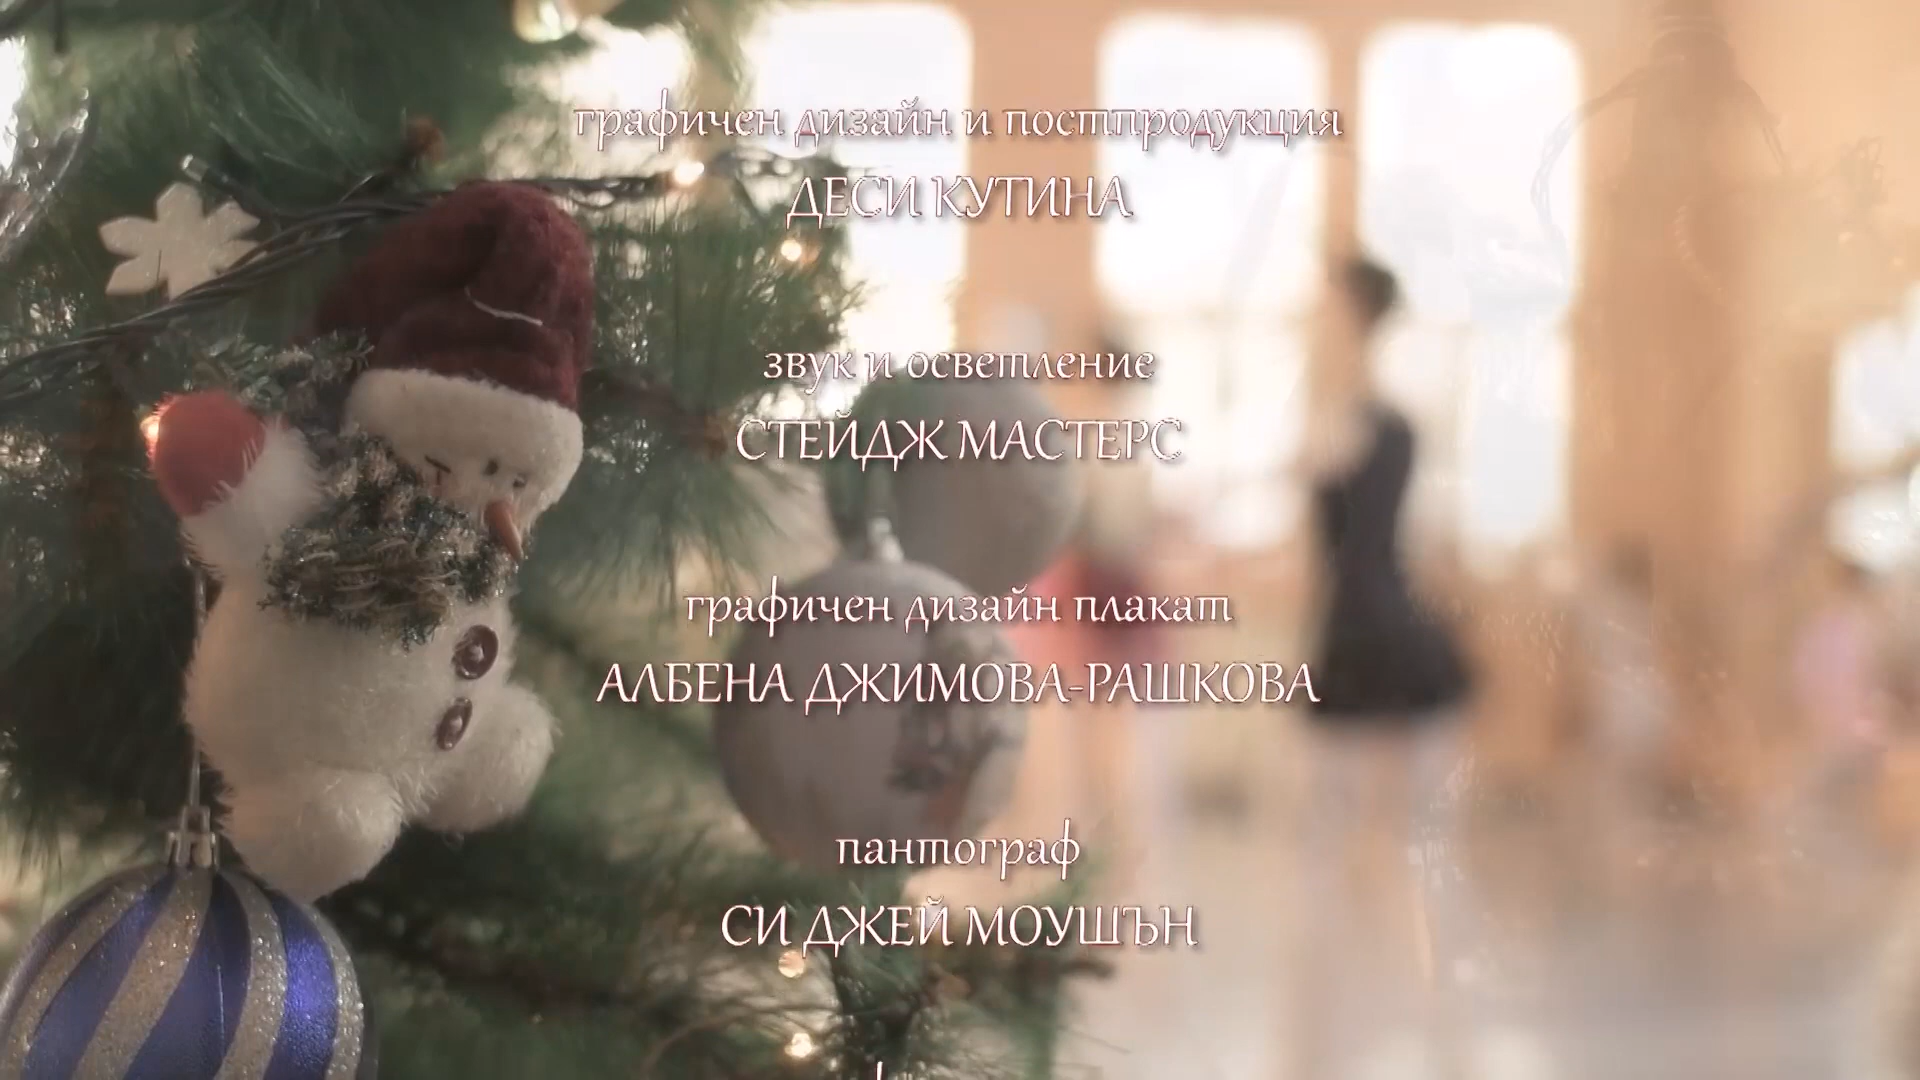 графичен дизайн и постпродукция
ДЕСИ КУТИНА
звук и осветление
СТЕЙДЖ МАСТЕРС
графичен дизайн плакат
АЛБЕНА ДЖИМОВА-РАШКОВА
пантограф
СИ ДЖЕЙ МОУШЪН